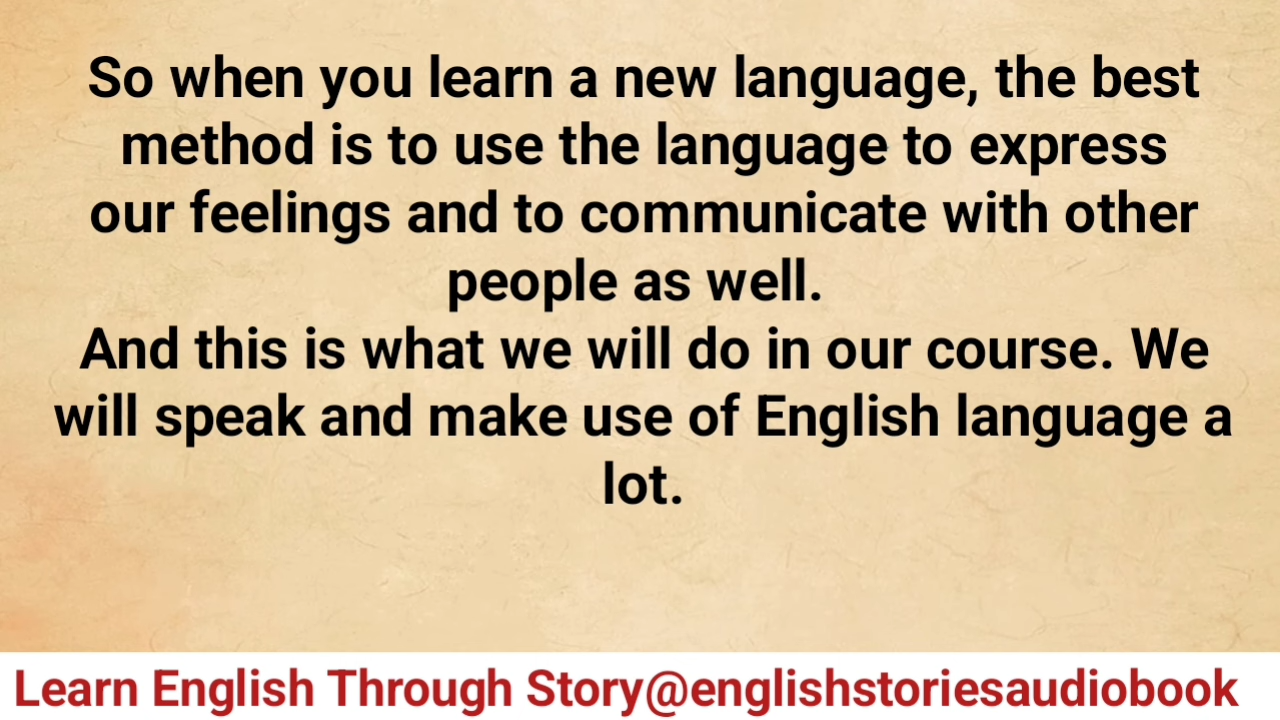 So when you learn a new language, the best
method is to use the language to express
our feelings and to communicate with other
people as well.
And this is what we will do in our course. We
will speak and make use of English language a
lot.
Learn English Through Story@englishstoriesaudiobook